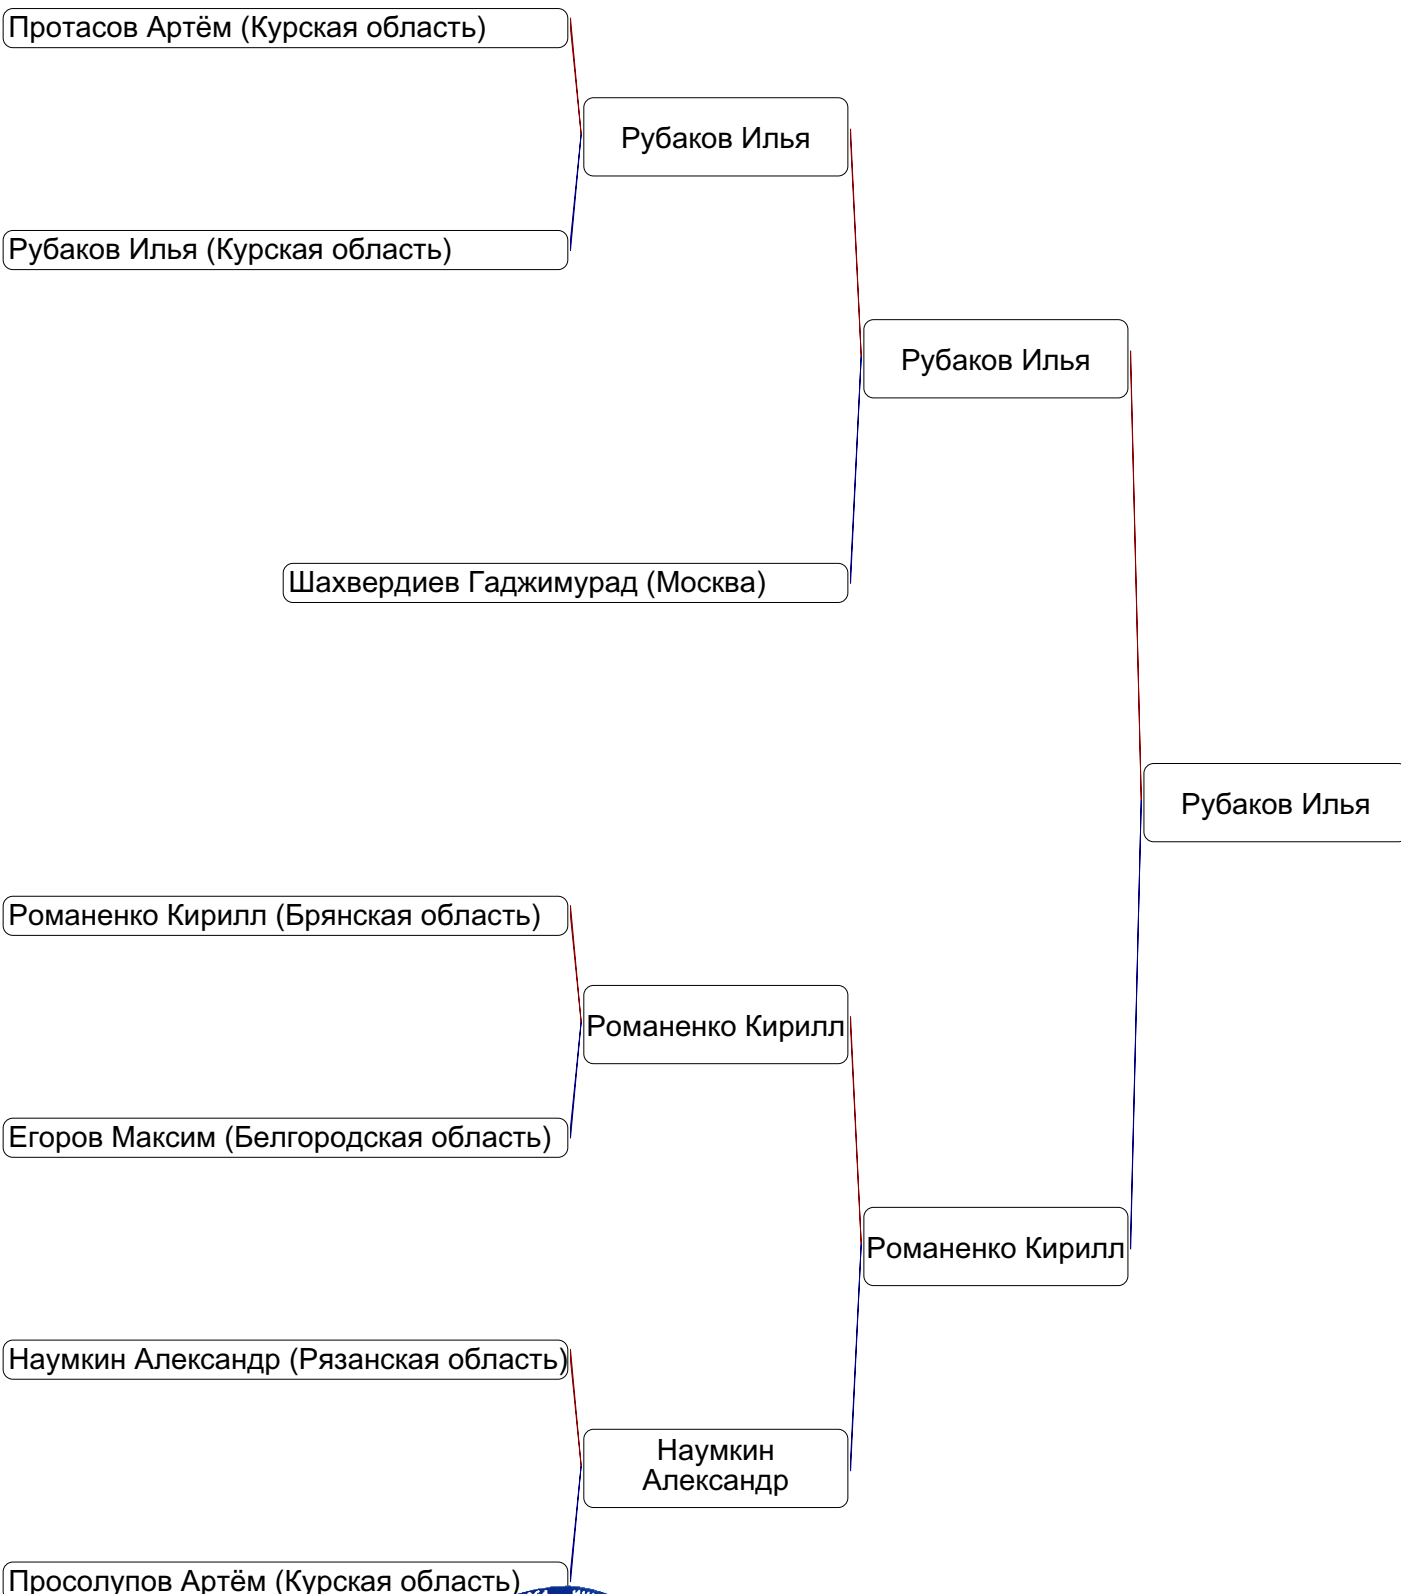 Протасов Артём (Курская область)
Рубаков Илья
Рубаков Илья (Курская область)
Рубаков Илья
Шахвердиев Гаджимурад (Москва)
Рубаков Илья
Романенко Кирилл (Брянская область)
Романенко Кирилл
Егоров Максим (Белгородская область)
Романенко Кирилл
Наумкин Александр (Рязанская область)
Наумкин
Александр
Просолупов Артём (Курская область)